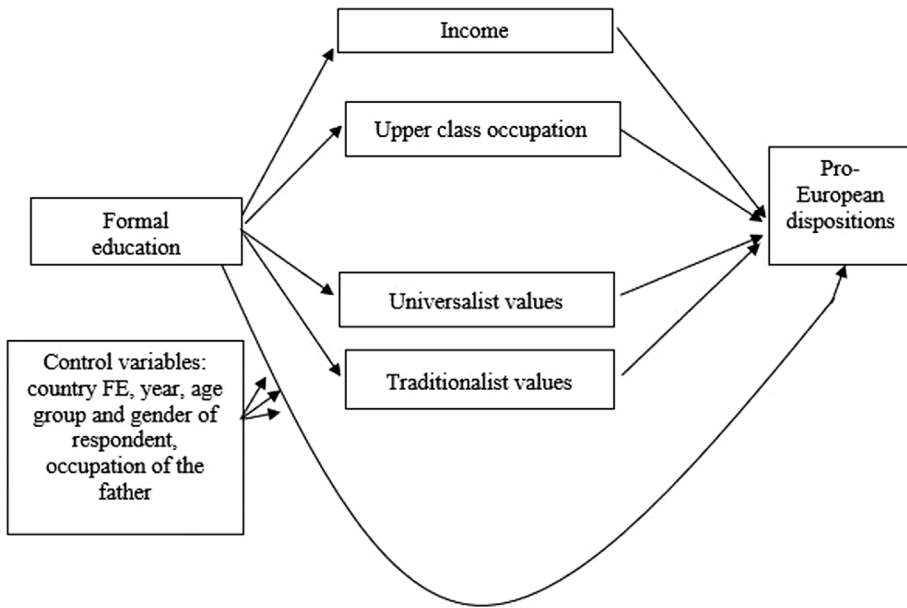 Income
Upper class occupation
Pro-
European
dispositions
Formal
education
Universalist values
Traditionalist values
Control variables:
country FE, year, age
group and gender of
respondent,
occupation of the
father